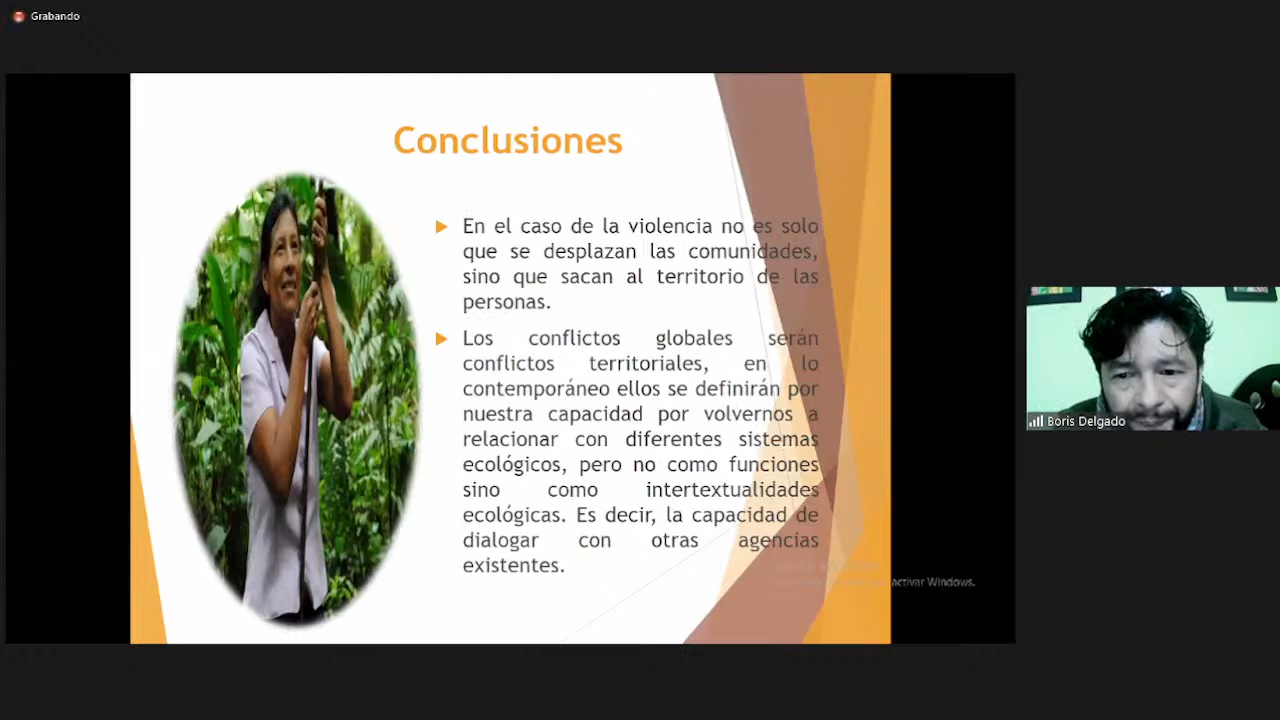 Grabando
Conclusiones
En el caso de la violencia no es solo
que se desplazan las comunidades,
sino que sacan al territorio de las
personas.
Los conflictos globales serán
conflictos territoriales, en lo
contemporáneo ellos se definirán por
nuestra capacidad por volvernos a
relacionar con diferentes sistemas
ecológicos, pero no como funciones
sino como intertextualidades
ecológicas. Es decir, la capacidad de
dialogar con otras agencias
existentes.
activar Windows.
Boris Delgado